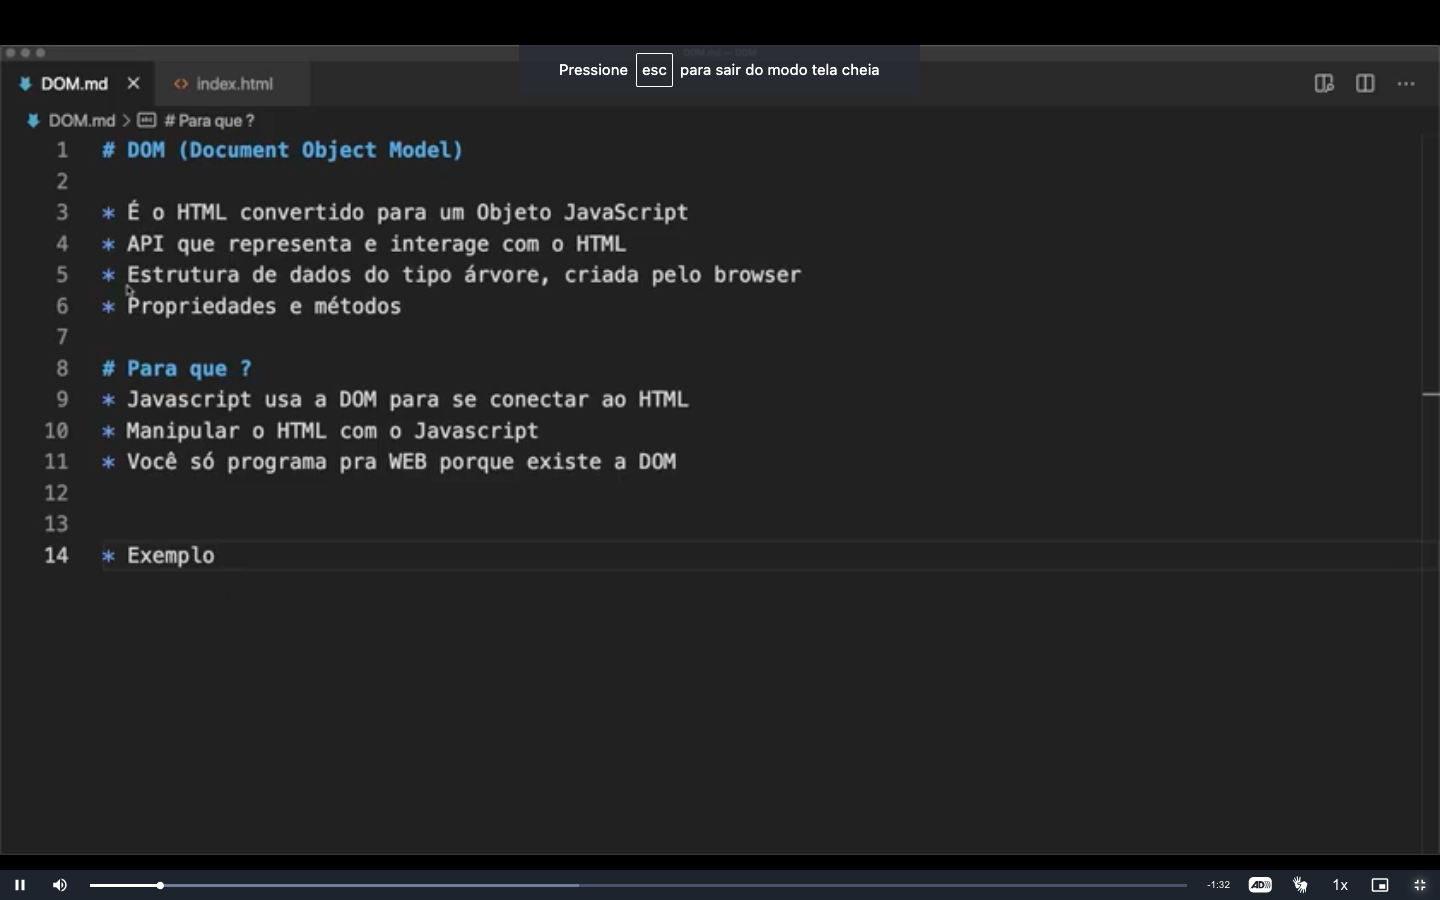 Pressione esc para sair do modo tela cheia
DOM.md index.html
DOM.md > # Para que ?
1 # DOM (Document Object Model)
2
3 * É o HTML convertido para um Objeto JavaScript
4 * API que representa e interage com o HTML
5 * Estrutura de dados do tipo árvore, criada pelo browser
6 * Propriedades e métodos
7
8 # Para que ?
9 * Javascript usa a DOM para se conectar ao HTML
10 * Manipular o HTML com o Javascript
11 * Você só programa pra WEB porque existe a DOM
12
13
14 * Exemplo
-1:32 AD 1x